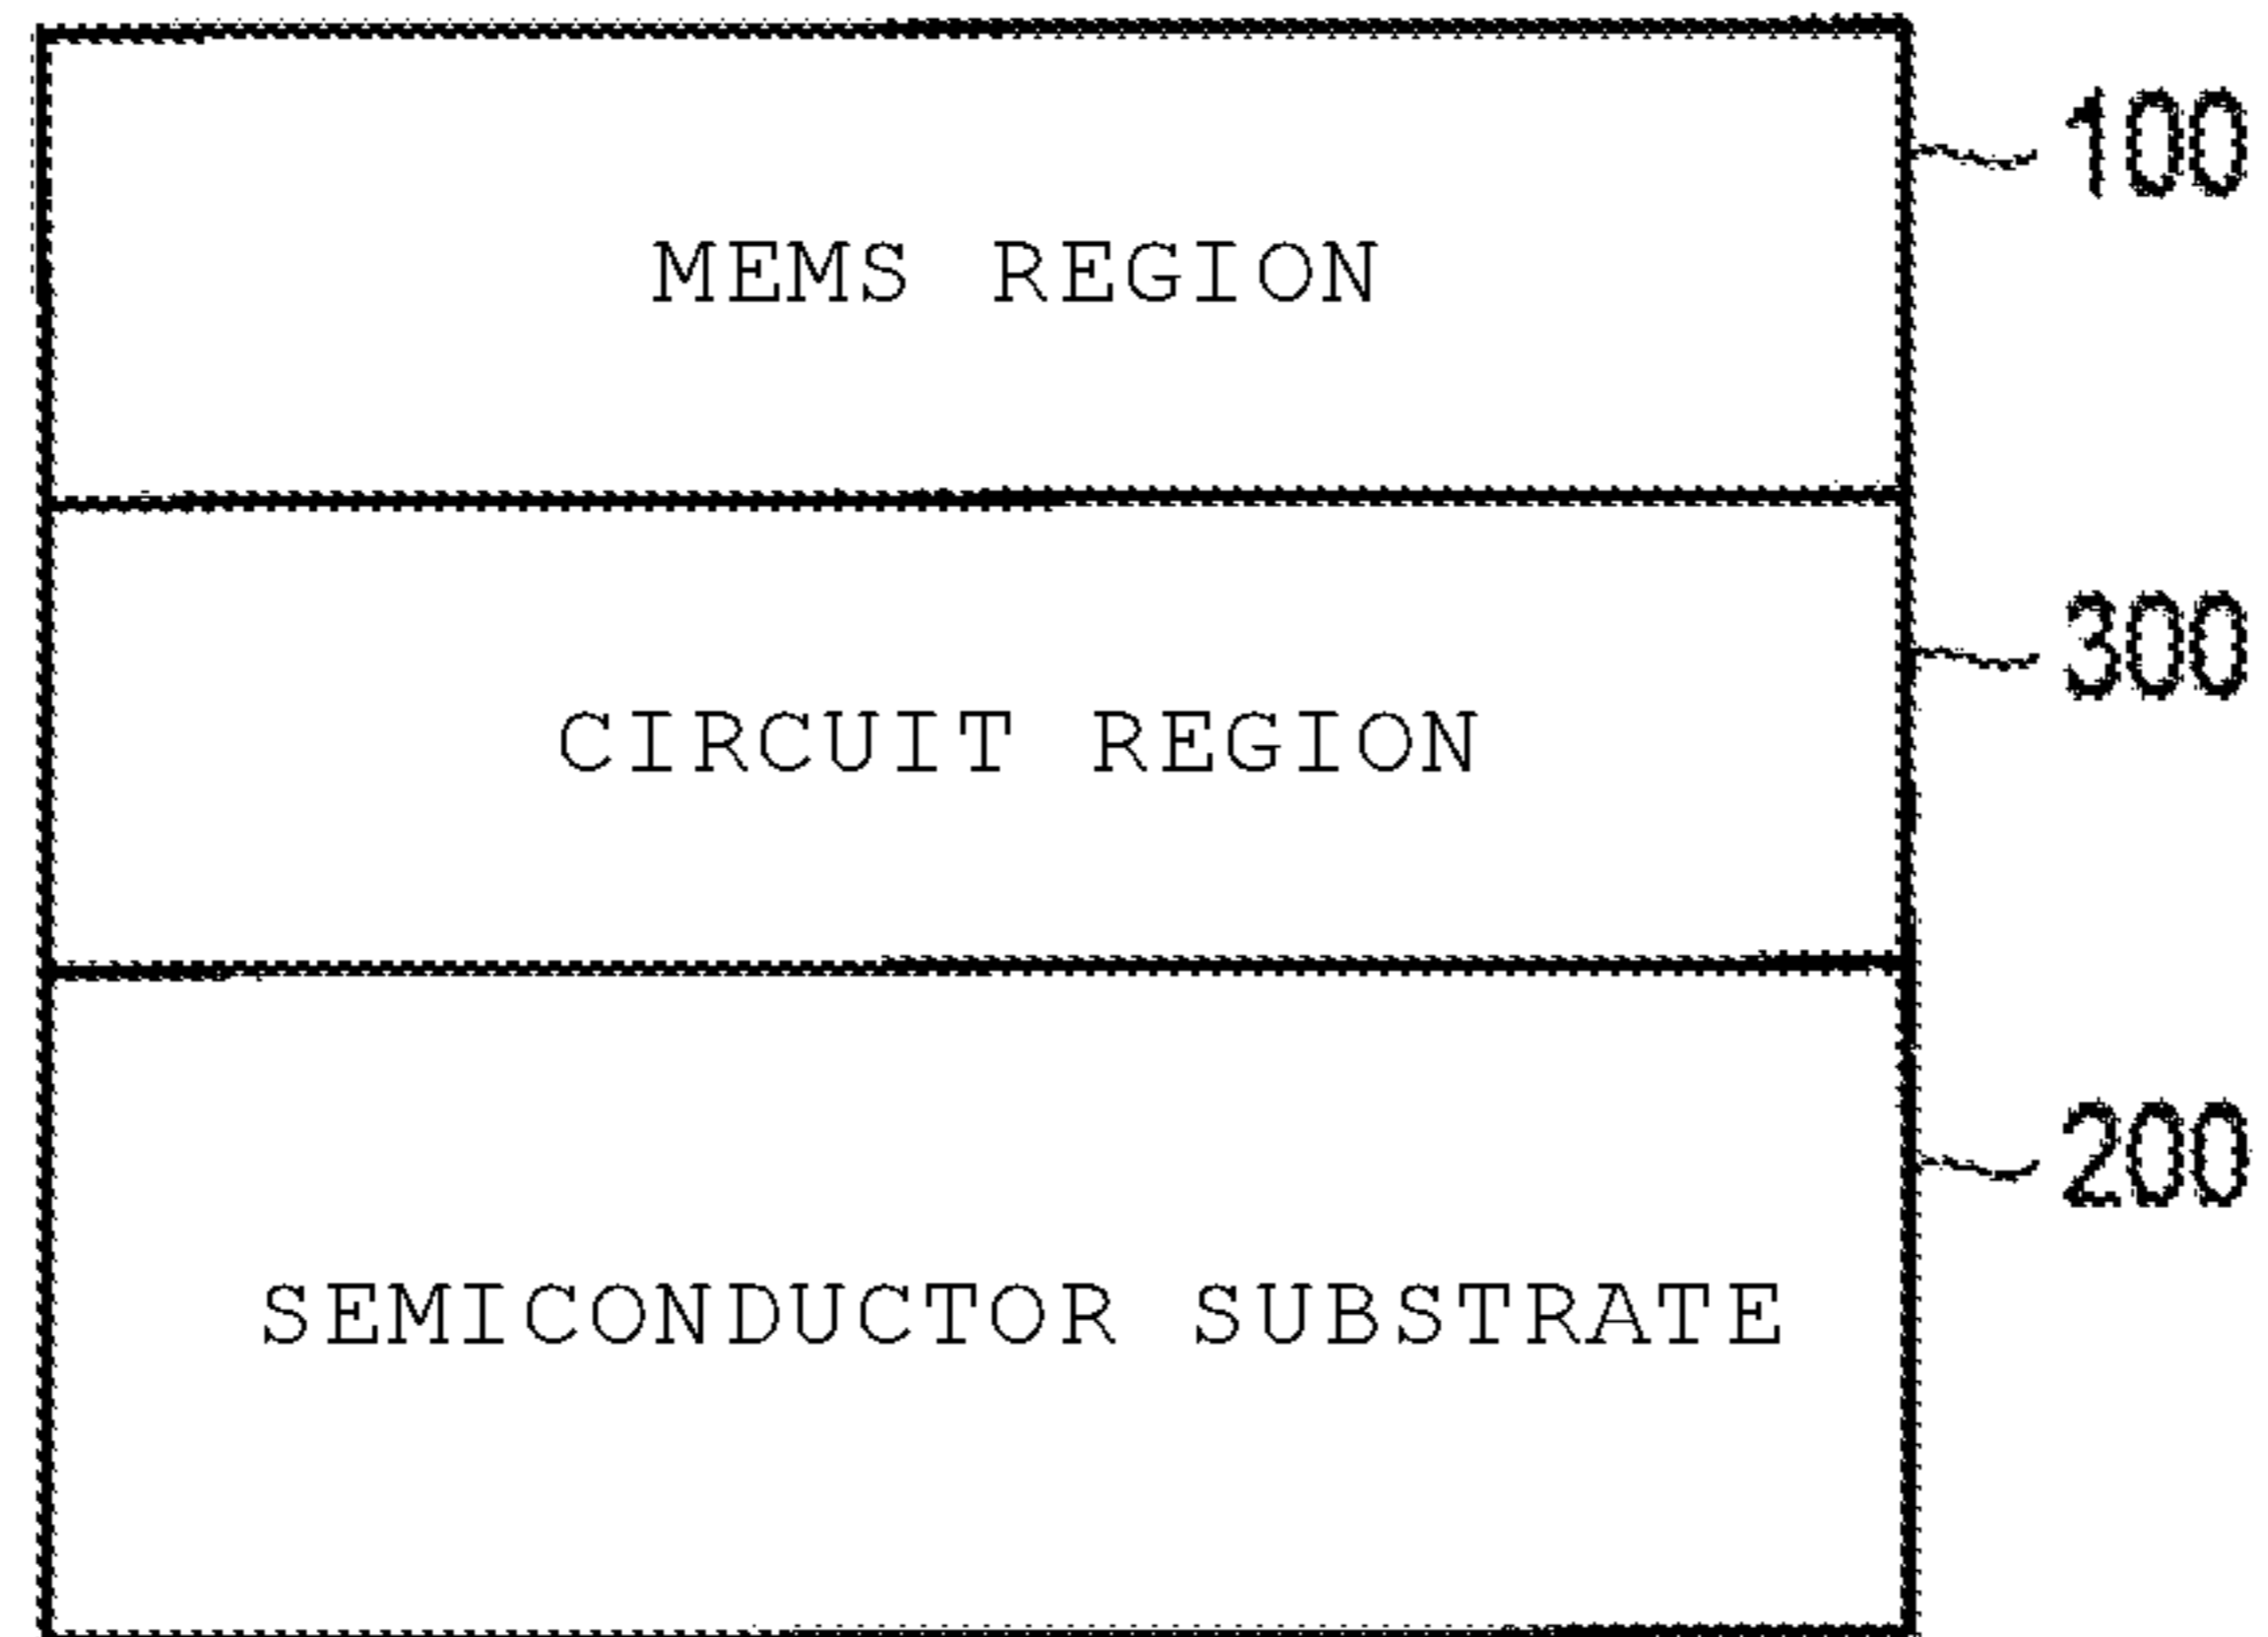 100
MEMS REGION
300
CIRCUIT REGION
200
SEMICONDUCTOR SUBSTRATE